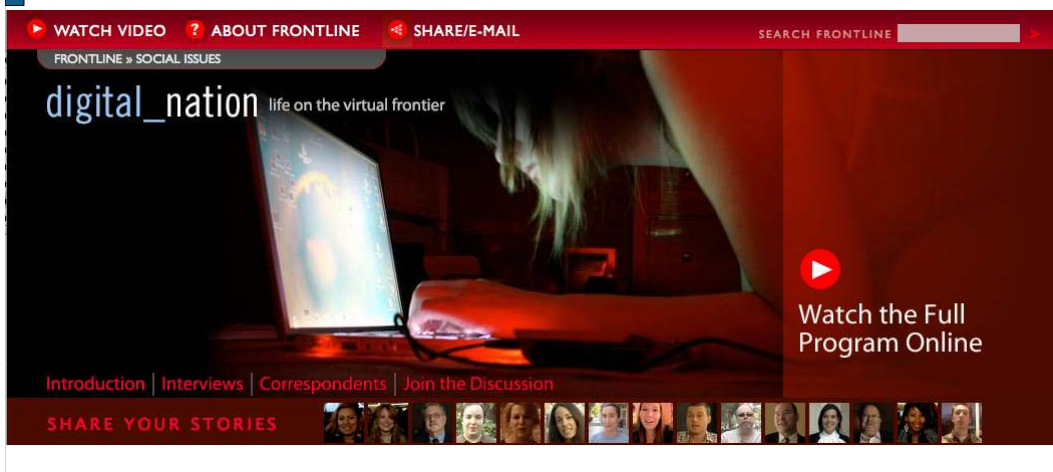 WATCH VIDEO ? ABOUT FRONTLINE SHARE/E-MAIL SEARCH FRONTLINE
FRONTLINE » SOCIAL ISSUES
digital_nation life on the virtual frontier
Watch the Full
Program Online
Introduction | Interviews | Correspondents | Join the Discussion
SHARE YOUR STORIES